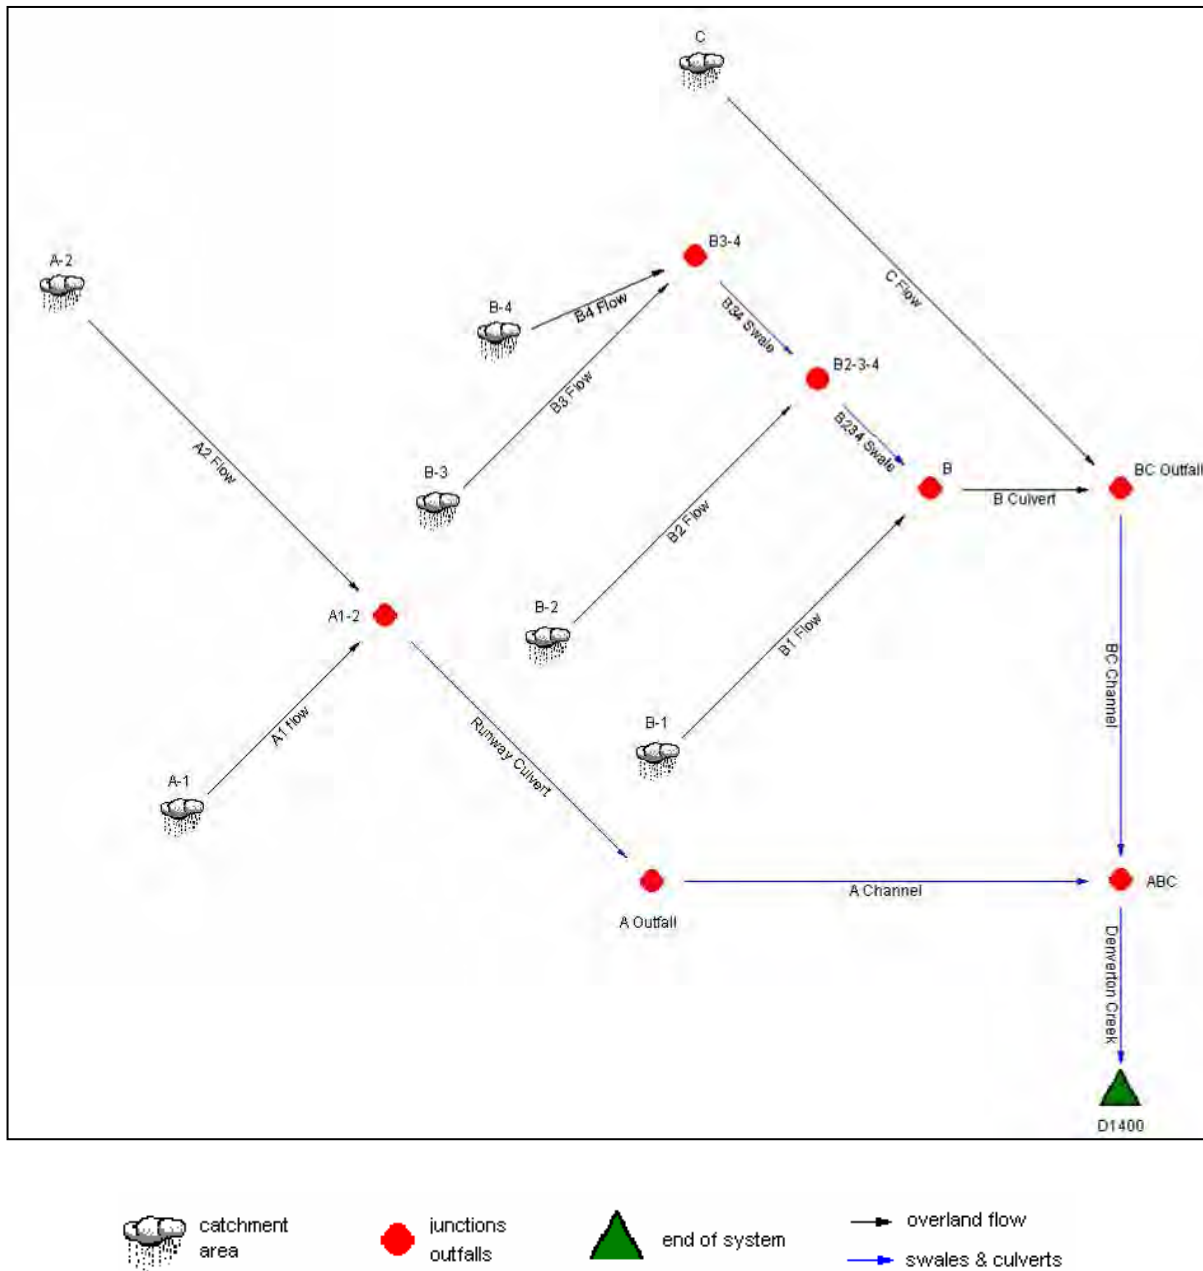 C
A-2
B3-4
B-4
B4 Flow
C Flow
B34 Swale
B2-3-4
B3 Flow
B234 Swale
A2 Flow
B-3
B
BC Outfall
B Culvert
B2 Flow
A1-2
B-2
B1 Flow
BC Channel
A1 flow
Runway Culvert
B-1
A-1
A Channel
ABC
A Outfall
Denverton Creek
D1400
catchment
area
junctions
outfalls
end of system
overland flow
swales & culverts